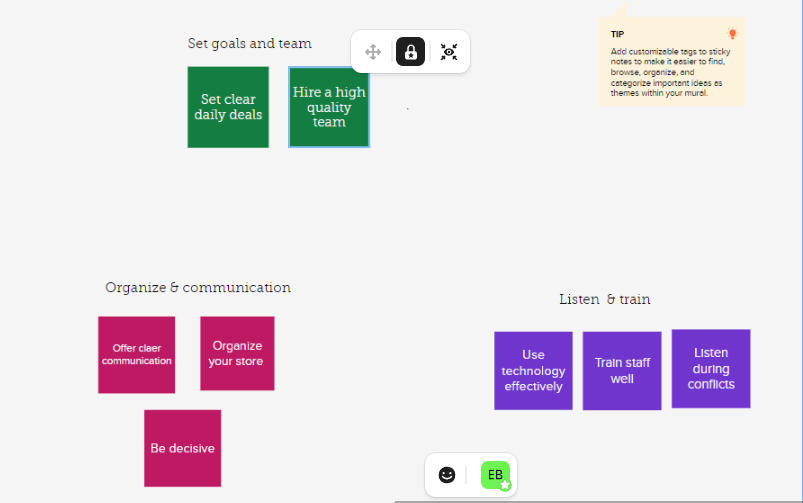 Set goals and team
Set clear
daily deals
Hire a high
quality
team
TIP
Add customizable tags to sticky
notes to make it easier to find,
browse, organize, and
categorize important ideas as
themes within your mural.
Organize & communication
Offer claer
communication
Organize
your store
Be decisive
Listen & train
Use
technology
effectively
Train staff
well
Listen
during
conflicts
EB